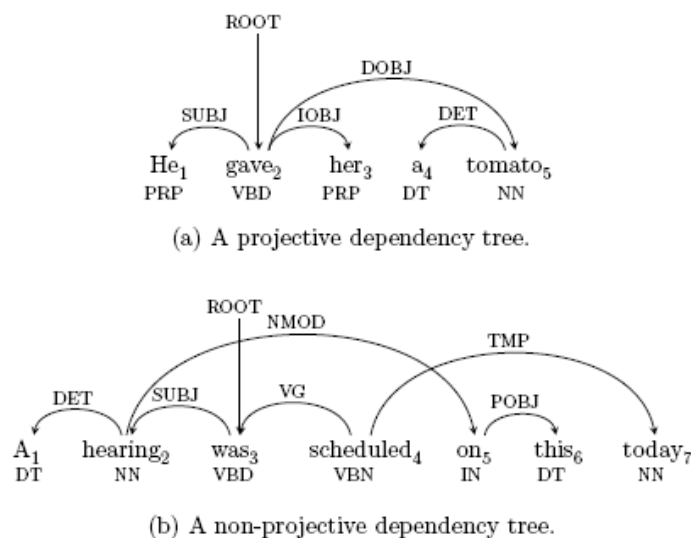 ROOT
DOBJ
SUBJ IOBJ DET
He1 gave2 her3 a4 tomato5
PRP VBD PRP DT NN
(a) A projective dependency tree.
ROOT
NMOD
TMP
DET SUBJ VG POBJ
A1 hearing2 was3 scheduled4 on5 this6 today7
DT NN VBD VBN IN DT NN
(b) A non-projective dependency tree.